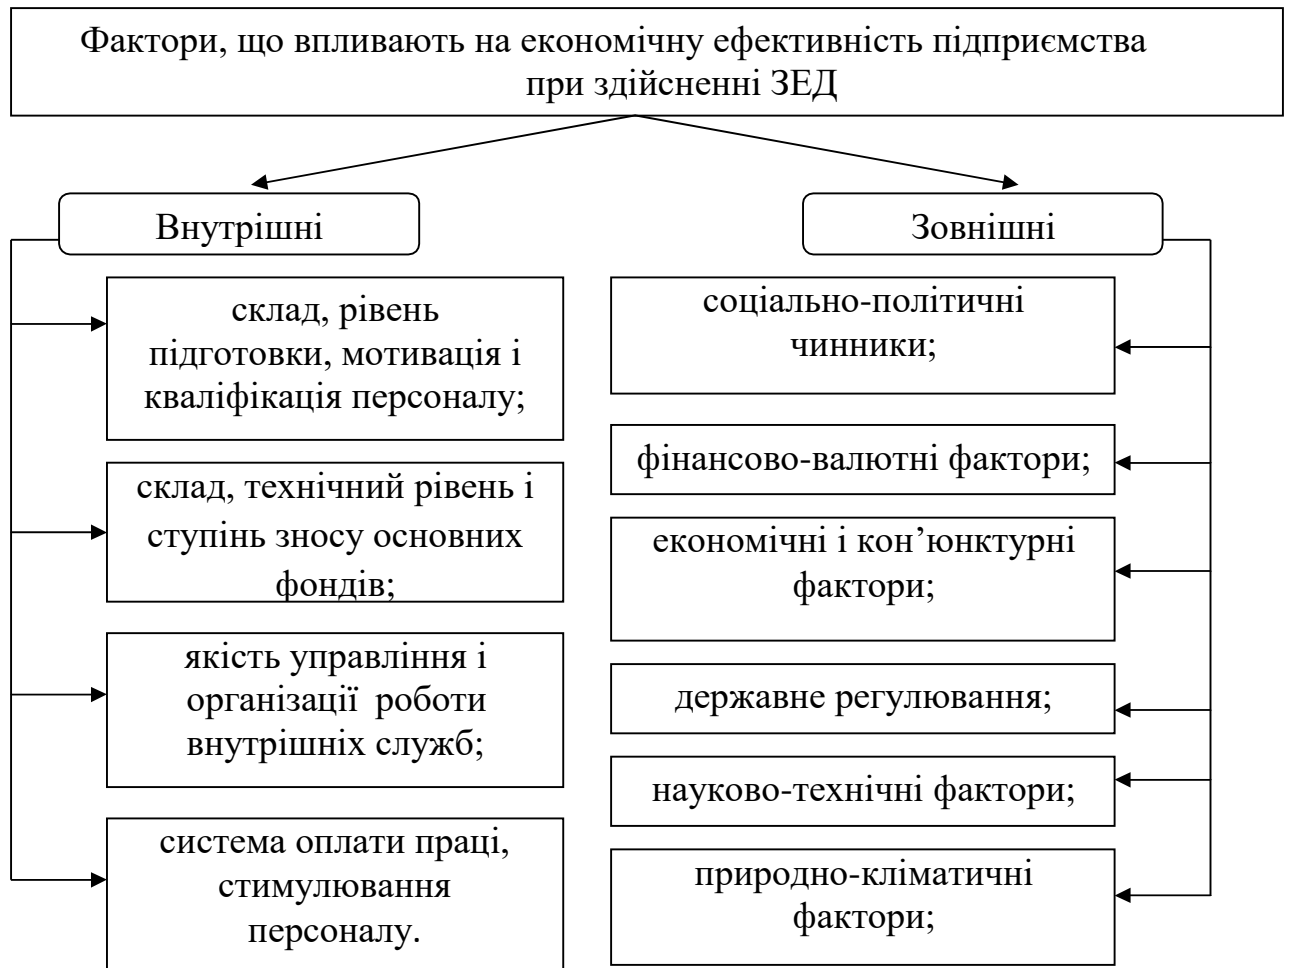 Фактори, що впливають на економічну ефективність підприємства
при здійсненні ЗЕД
Внутрішні
склад, рівень
підготовки, мотивація і
кваліфікація персоналу;
склад, технічний рівень і
ступінь зносу основних
фондів;
якість управління і
організації роботи
внутрішніх служб;
система оплати праці,
стимулювання
персоналу.
Зовнішні
соціально-політичні
чинники;
фінансово-валютні фактори;
економічні і кон’юнктурні
фактори;
державне регулювання;
науково-технічні фактори;
природно-кліматичні
фактори;